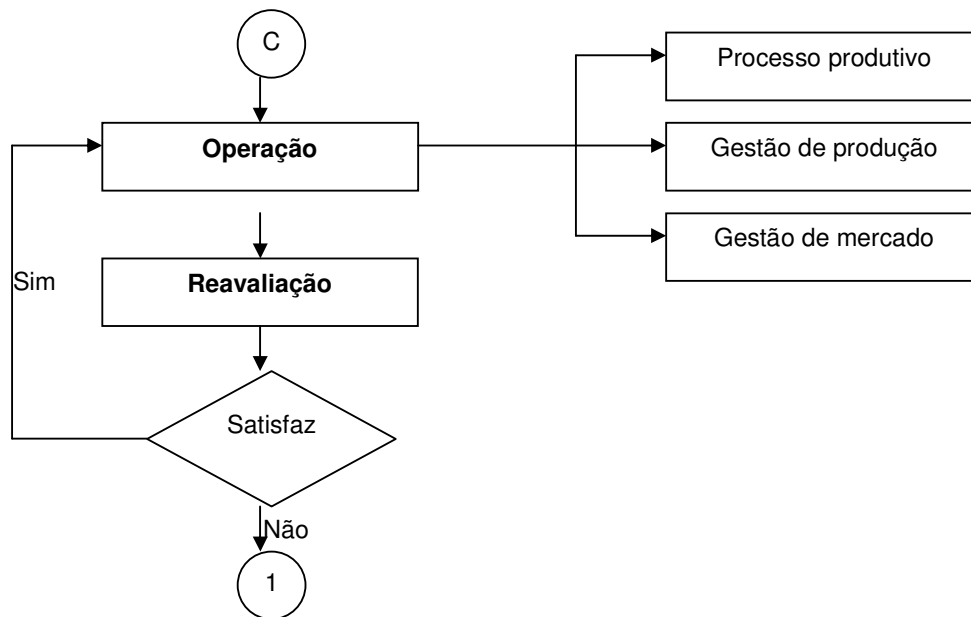 C
Processo produtivo
Operação
Gestão de produção
Gestão de mercado
Sim
Reavaliação
Satisfaz
Não
1